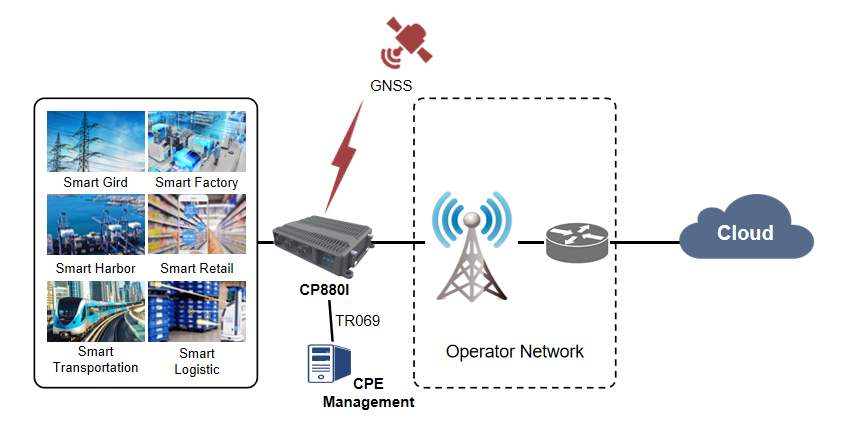 GNSS
Smart Gird
Smart Factory
Smart Harbor
Smart Retail
Smart
Transportation
Smart
Logistic
CP880I
TR069
CPE
Management
Operator Network
Cloud